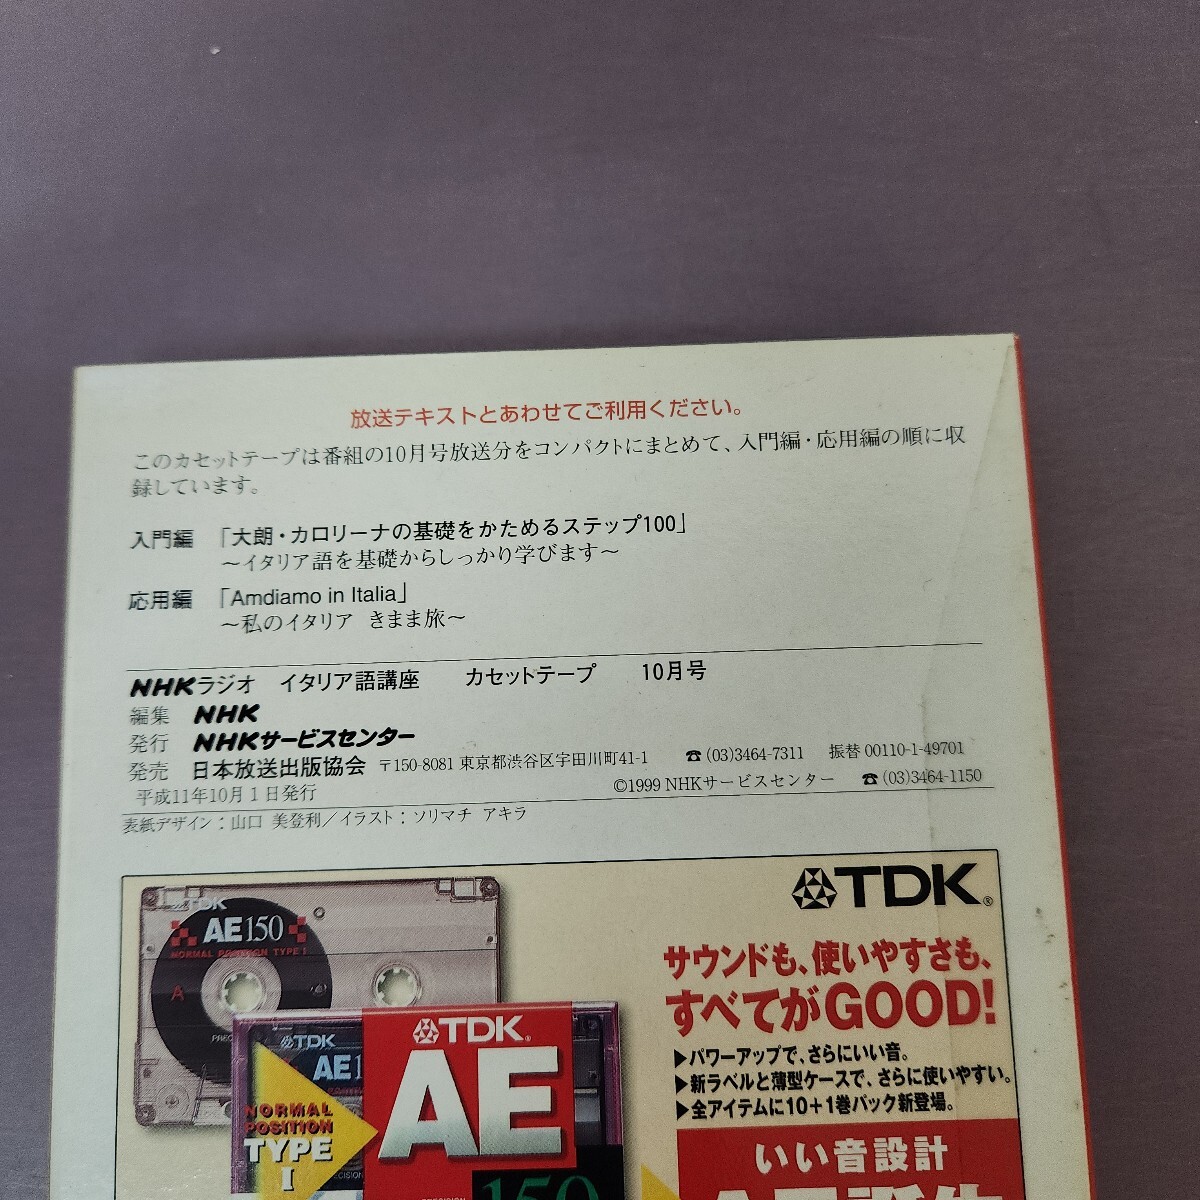 放送テキストとあわせてご利用ください。
このカセットテープは番組の10月号放送分をコンパクトにまとめて、入門編・応用編の順に収
録しています。
入門編 「大朗・カロリーナの基礎をかためるステップ100」
～イタリア語を基礎からしっかり学びます～
応用編 「Amdiamo in Italia」
～私のイタリア きまま旅～
NHKラジオ イタリア語講座 カセットテープ 10月号
編集 NHK
発行 NHKサービスセンター
発売 日本放送出版協会 〒150-8081 東京都渋谷区宇田川町41-1 ☎(03)3464-7311 振替 00110-1-49701
平成11年10月1日発行 ©1999 NHKサービスセンター ☎(03)3464-1150
表紙デザイン：山口 美登利／イラスト：ソリマチ アキラ
TDK®
サウンドも、使いやすさも、
すべてがGOOD!
▶パワーアップで、さらにいい音。
▶新ラベルと薄型ケースで、さらに使いやすい。
▶全アイテムに10+1巻パック新登場。
いい音設計
TDK
AE150
NORMAL POSITION TYPE I
A
TDK
AE1
TDK
AE
150
NORMAL
POSITION
TYPE
I